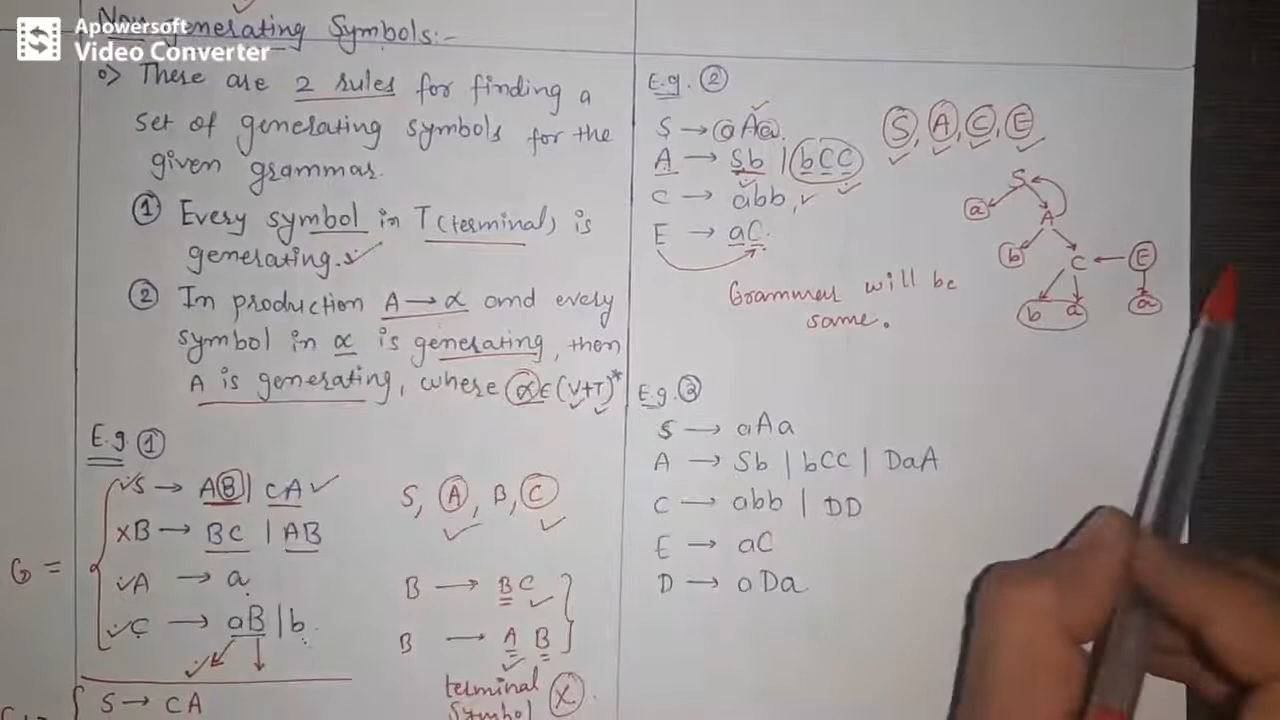 Apowersoft
Video Converter
Non generating Symbols:-
There are 2 rules for finding a
set of generating symbols for the
given grammar.
① Every symbol in T (terminal) is
generating.
② In production A → α and every
symbol in α is generating, then
A is generating, where α ∈ (V+T)*
E.g ①
G =
S → AB | CA
B → BC | AB
A → a
C → aB | b
S, A, B, C
B → BC
B → A B
terminal
symbol
S → CA
E.g. ②
S → aAa
A → Sb | bCC
C → abb
E → aC
S, A, C, E
S
a A
b C E
b a a
Grammar will be
same.
E.g. ③
S → aAa
A → Sb | bCC | DaA
C → abb | DD
E → aC
D → aDa